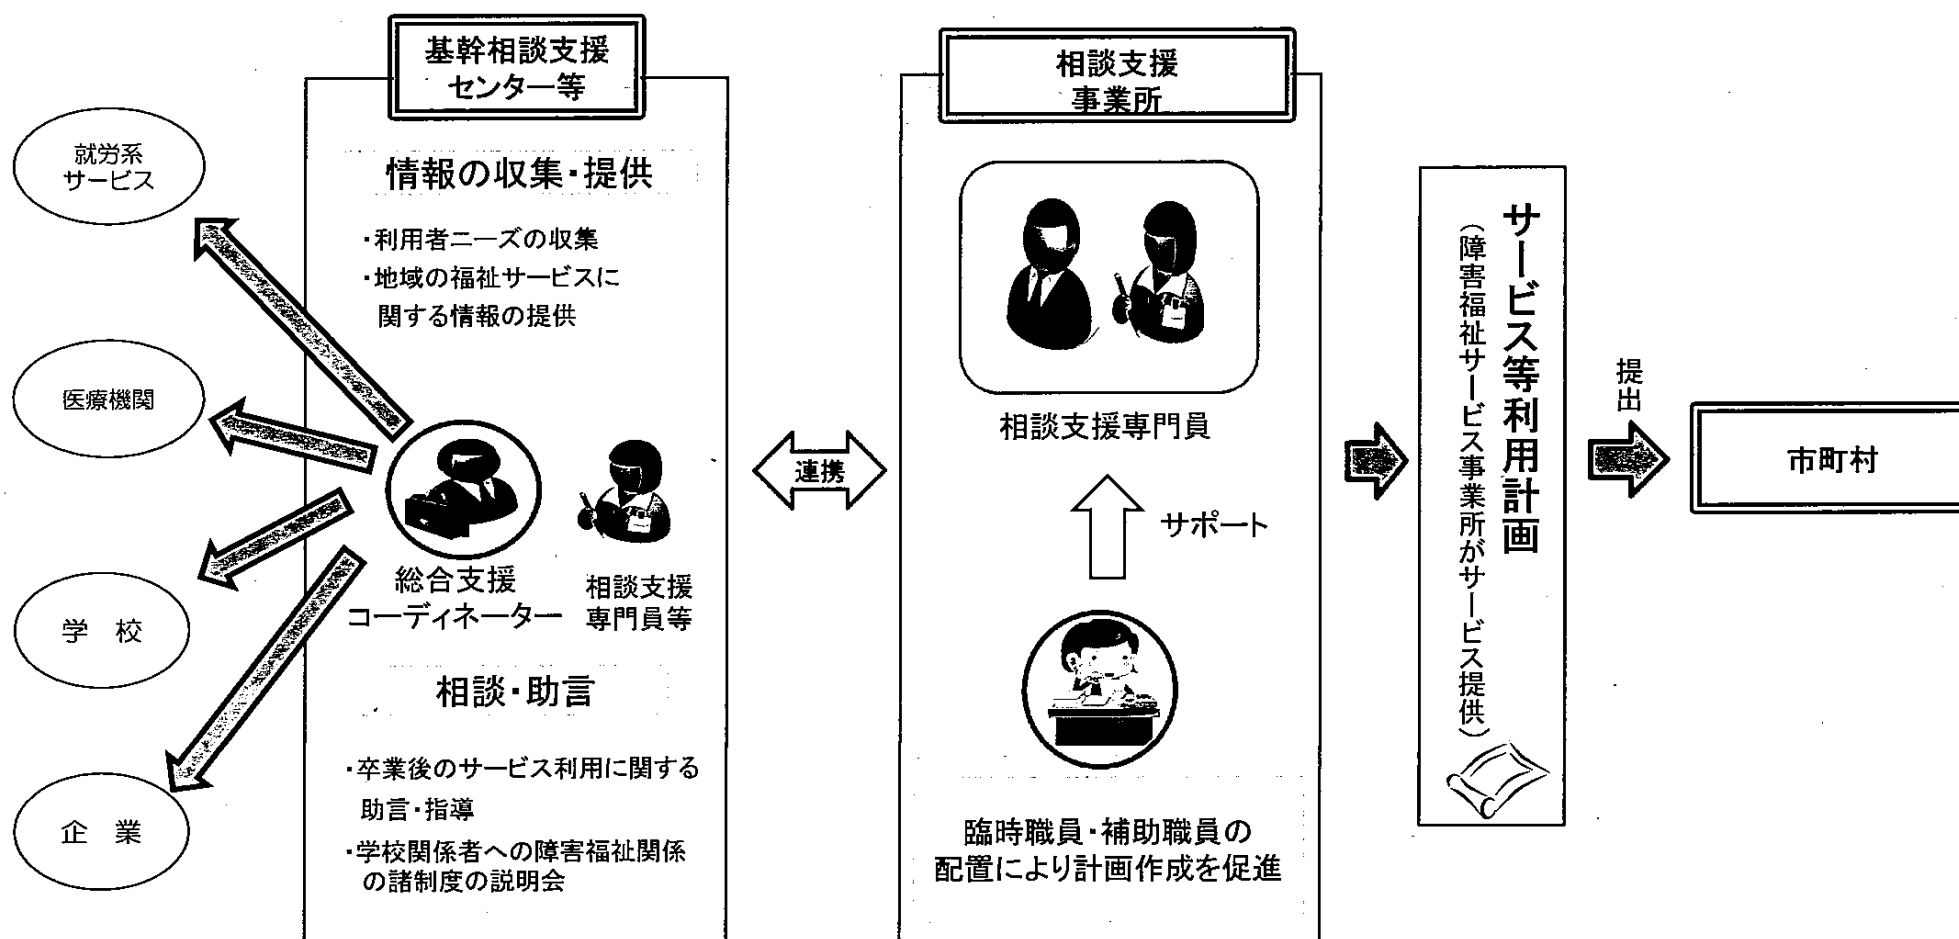 基幹相談支援
センター等
相談支援
事業所
就労系
サービス
医療機関
学 校
企 業
情報の収集・提供
・利用者ニーズの収集
・地域の福祉サービスに
関する情報の提供
総合支援
コーディネーター
相談支援
専門員等
相談・助言
・卒業後のサービス利用に関する
助言・指導
・学校関係者への障害福祉関係
の諸制度の説明会
連携
相談支援専門員
サポート
臨時職員・補助職員の
配置により計画作成を促進
サービス等利用計画
（障害福祉サービス事業所がサービス提供）
提出
市町村